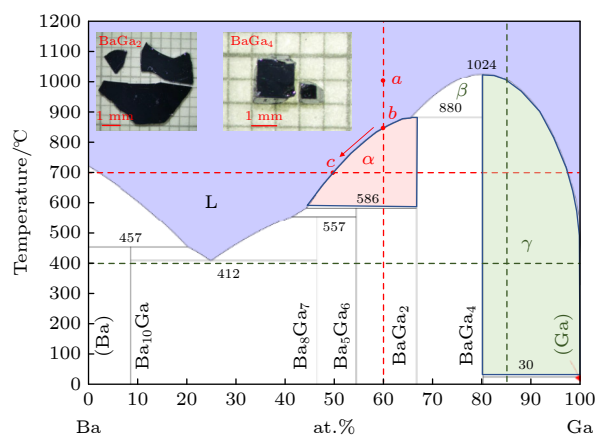 1200
1100
1000
900
800
700
600
500
400
300
200
100
0
Temperature/℃
BaGa₂
1 mm
BaGa₄
1 mm
a
b
c
α
β
γ
L
1024
880
586
557
457
412
30
(Ba)
Ba₁₀Ga
Ba₈Ga₇
Ba₅Ga₆
BaGa₂
BaGa₄
(Ga)
0 10 20 30 40 50 60 70 80 90 100
Ba at.% Ga